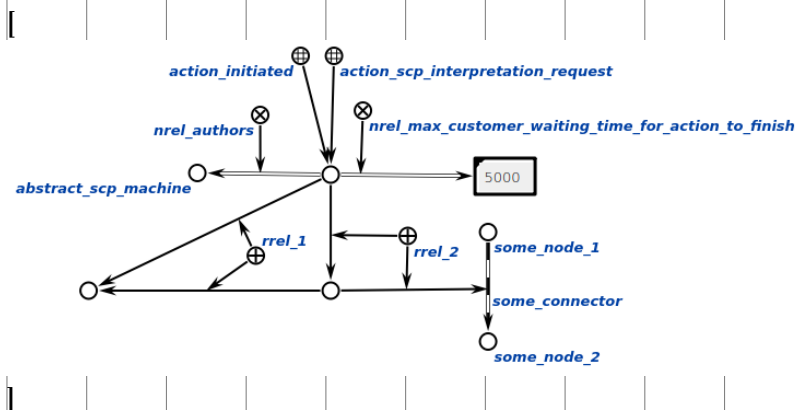 [
action_initiated
action_scp_interpretation_request
nrel_authors
nrel_max_customer_waiting_time_for_action_to_finish
abstract_scp_machine
5000
rrel_1
rrel_2
some_node_1
some_connector
some_node_2
]